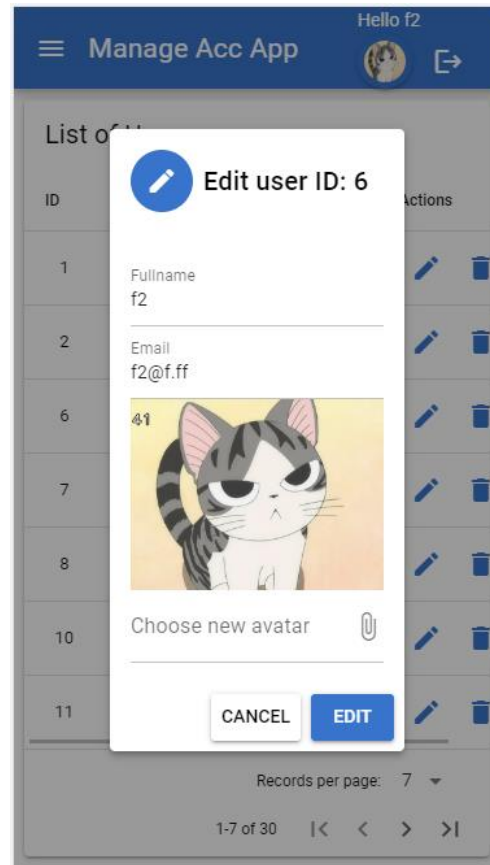 Hello f2
Manage Acc App
List of
Edit user ID: 6
ID
Actions
Fullname
f2
Email
f2@f.ff
41
Choose new avatar
CANCEL
EDIT
1
2
6
7
8
10
11
Records per page: 7
1-7 of 30